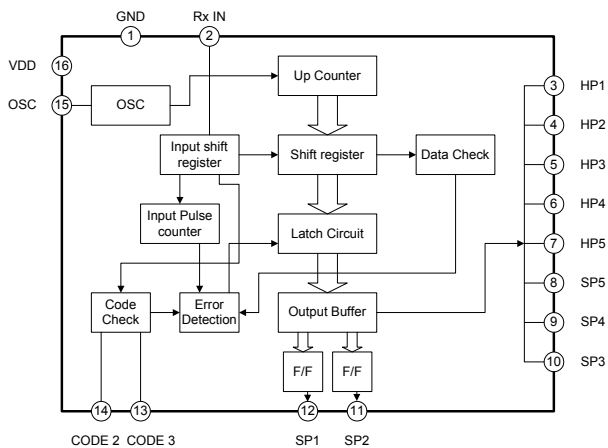 GND
Rx IN
1
2
VDD
16
OSC
15
OSC
Up Counter
3
HP1
4
HP2
Input shift
register
Shift register
Data Check
5
HP3
Input Pulse
counter
6
HP4
Latch Circuit
7
HP5
8
SP5
Code
Check
Error
Detection
Output Buffer
9
SP4
F/F
F/F
10
SP3
14
13
12
11
CODE 2
CODE 3
SP1
SP2